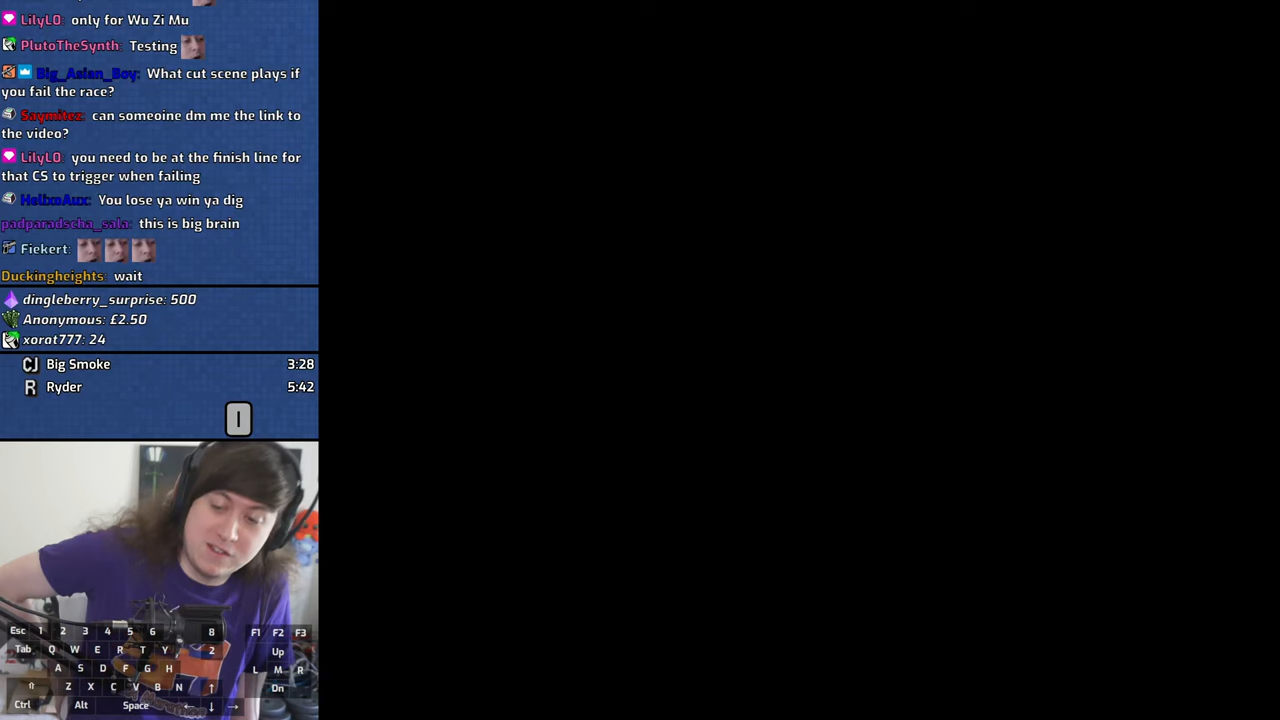 LilyLO: only for Wu Zi Mu
PlutoTheSynth: Testing
Big_Asian_Boy: What cut scene plays if
you fail the race?
Saymitez: can someoine dm me the link to
the video?
LilyLO: you need to be at the finish line for
that CS to trigger when failing
HelixoAux: You lose ya win ya dig
padparadscha_sala: this is big brain
Fiekert:
Duckingheights: wait
dingleberry_surprise: 500
Anonymous: £2.50
xorat777: 24
CJ Big Smoke 3:28
R Ryder 5:42
Esc 1 2 3 4 5 6 8 F1 F2 F3
Tab Q W E R T Y 2 Up
A S D F G H L M R
⇧ Z X C V B N ↑ Dn
Ctrl Alt Space ← ↓ →